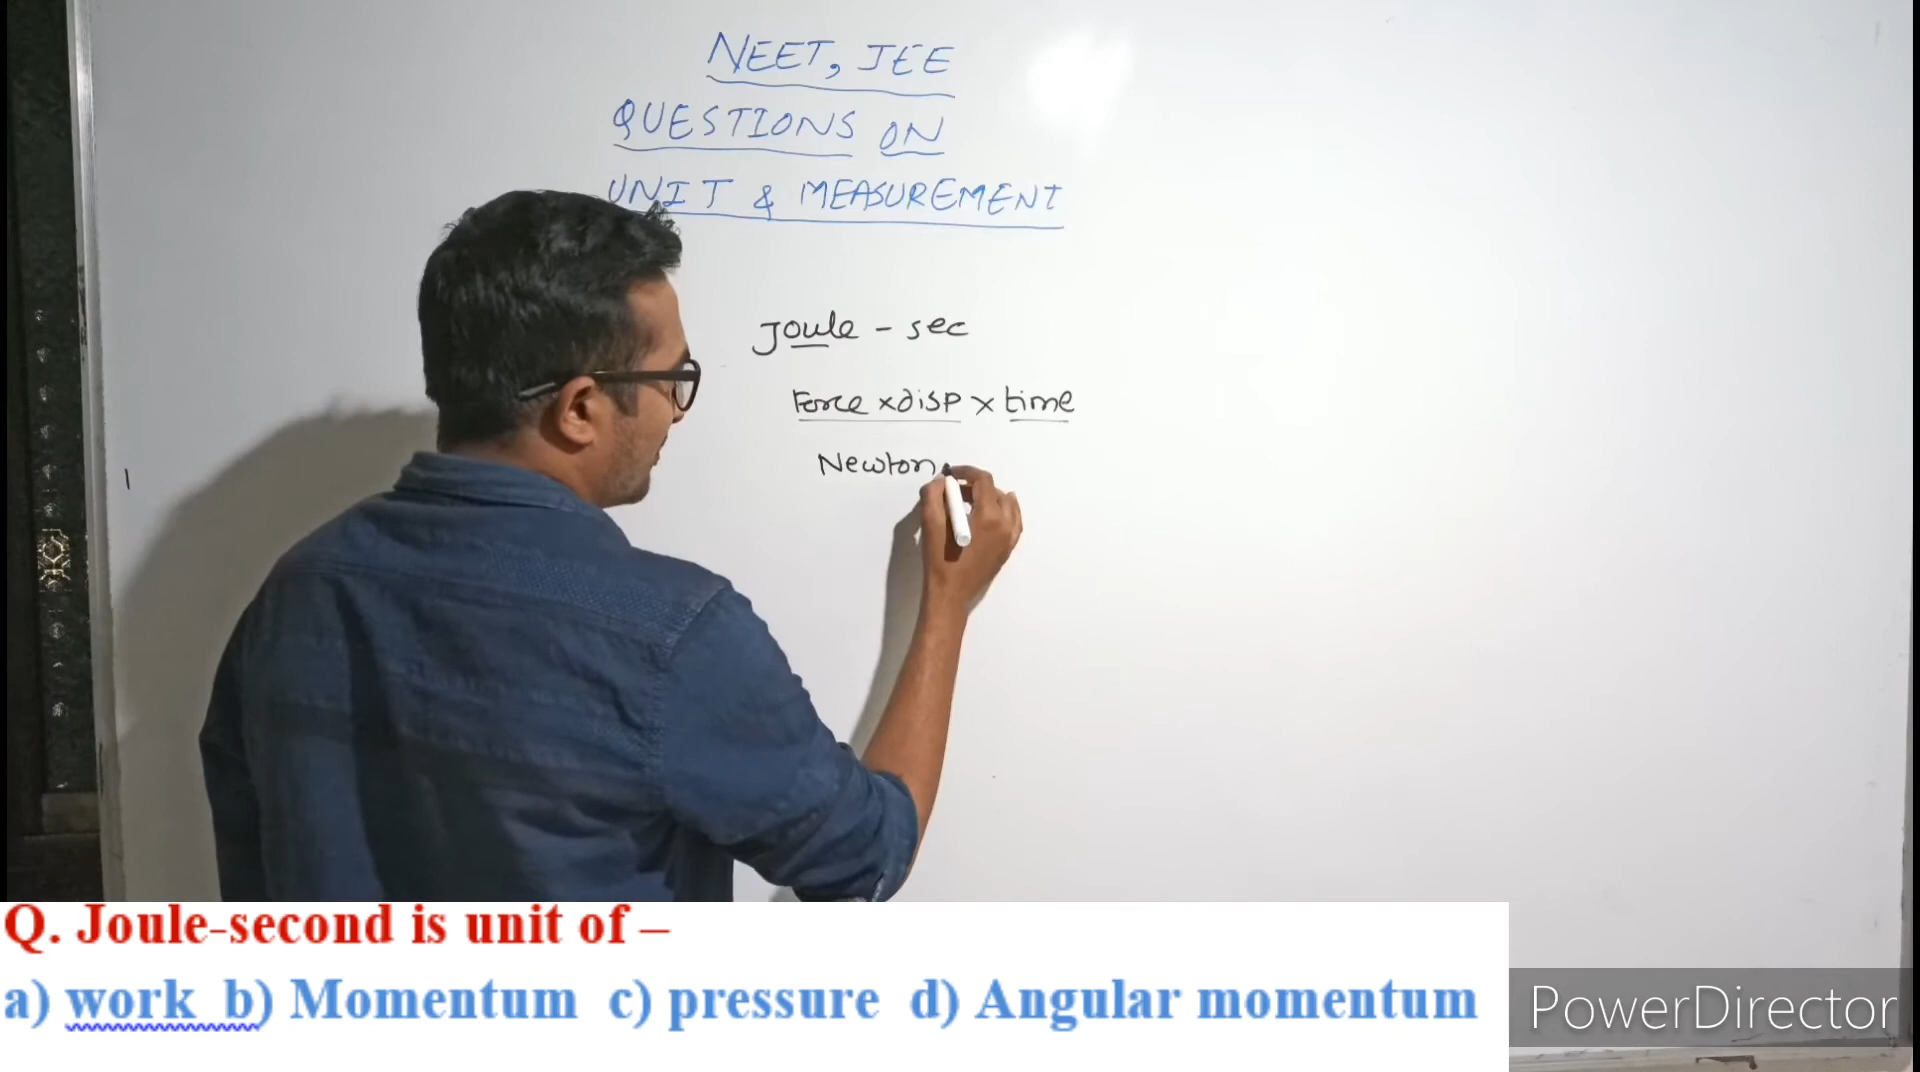 NEET, JEE
QUESTIONS ON
UNIT & MEASUREMENT
Joule - sec
Force × disp × time
Newton
Q. Joule-second is unit of –
a) work b) Momentum c) pressure d) Angular momentum
PowerDirector